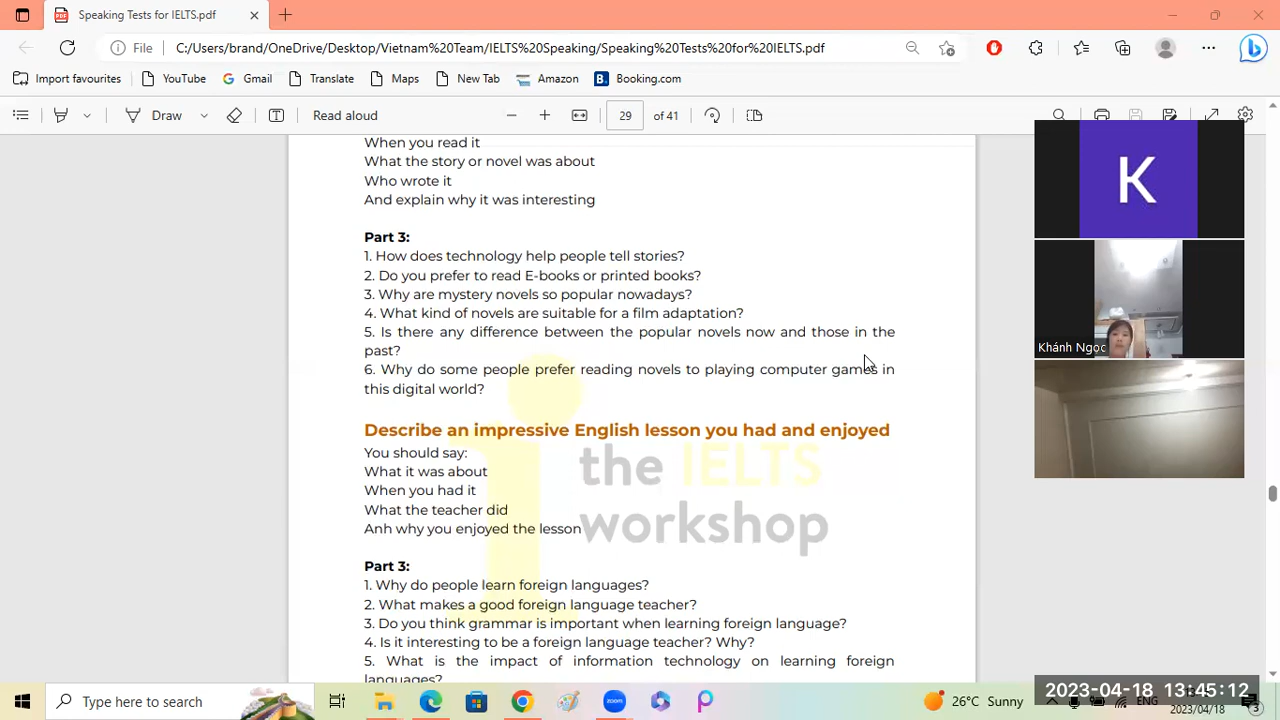 Speaking Tests for IELTS.pdf
File C:/Users/brand/OneDrive/Desktop/Vietnam%20Team/IELTS%20Speaking/Speaking%20Tests%20for%20IELTS.pdf
Import favourites YouTube Gmail Translate Maps New Tab Amazon Booking.com
Draw Read aloud 29 of 41
When you read it
What the story or novel was about
Who wrote it
And explain why it was interesting
Part 3:
1. How does technology help people tell stories?
2. Do you prefer to read E-books or printed books?
3. Why are mystery novels so popular nowadays?
4. What kind of novels are suitable for a film adaptation?
5. Is there any difference between the popular novels now and those in the
past?
6. Why do some people prefer reading novels to playing computer games in
this digital world?
Describe an impressive English lesson you had and enjoyed
You should say:
What it was about
When you had it
What the teacher did
Anh why you enjoyed the lesson
the IELTS
workshop
Part 3:
1. Why do people learn foreign languages?
2. What makes a good foreign language teacher?
3. Do you think grammar is important when learning foreign language?
4. Is it interesting to be a foreign language teacher? Why?
5. What is the impact of information technology on learning foreign
languages?
K
Khánh Ngọc
Type here to search
26°C Sunny
ENG
2023-04-18 13:45:12
2023/04/18